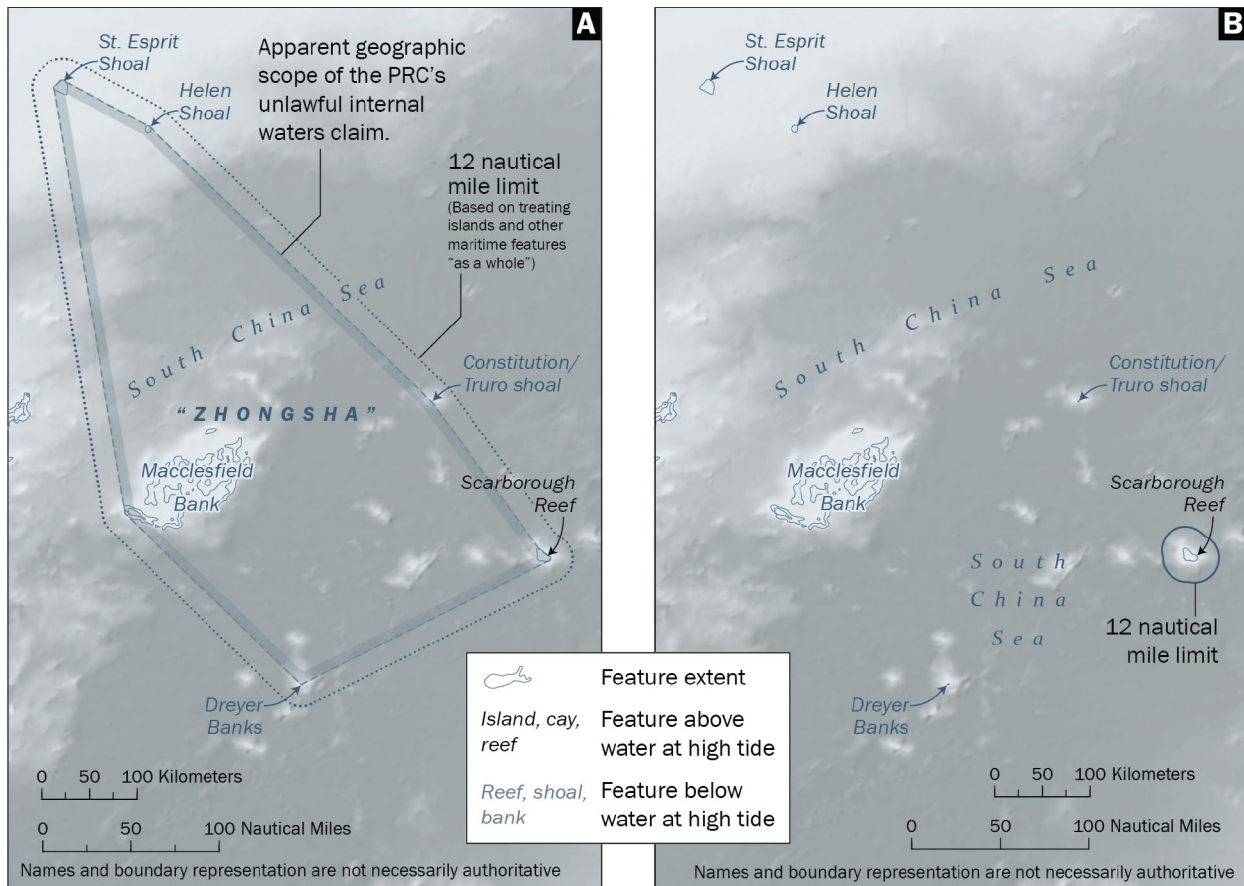 A
St. Esprit
Shoal
Helen
Shoal
Apparent geographic
scope of the PRC's
unlawful internal
waters claim.
12 nautical
mile limit
(Based on treating
islands and other
maritime features
"as a whole")
South China Sea
Constitution/
Truro shoal
"ZHONGSHA"
Macclesfield
Bank
Scarborough
Reef
Dreyer
Banks
0 50 100 Kilometers
0 50 100 Nautical Miles
Names and boundary representation are not necessarily authoritative
Feature extent
Island, cay,
reef
Feature above
water at high tide
Reef, shoal,
bank
Feature below
water at high tide
B
St. Esprit
Shoal
Helen
Shoal
South China Sea
Constitution/
Truro shoal
Macclesfield
Bank
Scarborough
Reef
South
China
Sea
12 nautical
mile limit
Dreyer
Banks
0 50 100 Kilometers
0 50 100 Nautical Miles
Names and boundary representation are not necessarily authoritative